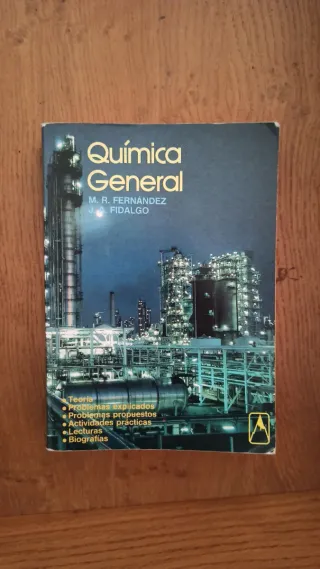 Química
General
M. R. FERNÁNDEZ
J. A. FIDALGO
• Teoría
• Problemas explicados
• Problemas propuestos
• Actividades prácticas
• Lecturas
• Biografías